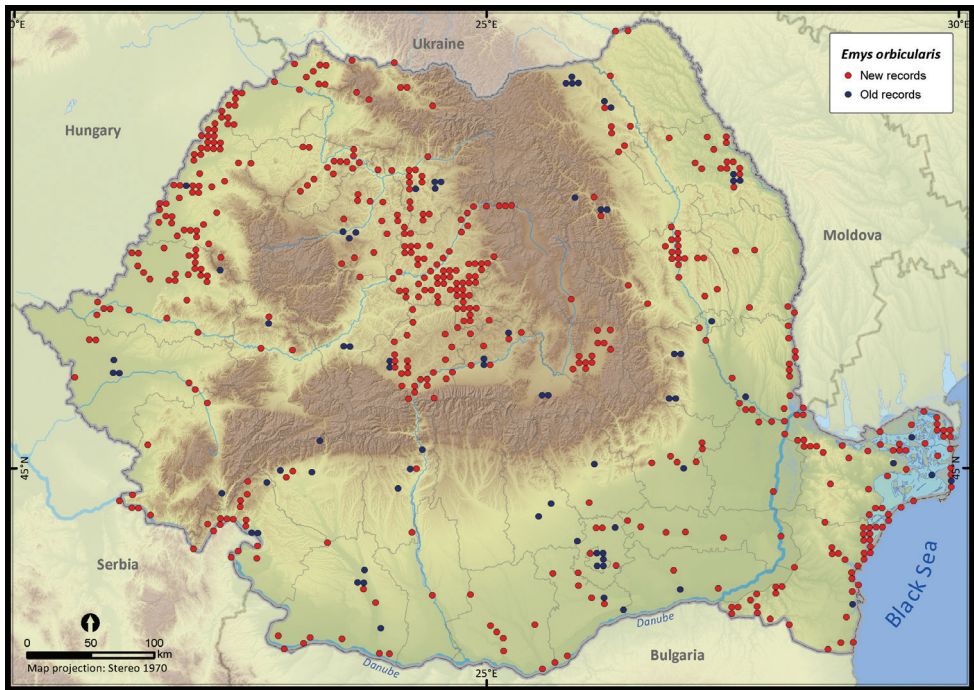 0°E
25°E
30°E
Ukraine
Emys orbicularis
New records
Old records
Hungary
Moldova
45°N
45°N
Serbia
Black Sea
0 50 100
km
Map projection: Stereo 1970
Danube
Danube
Bulgaria
25°E